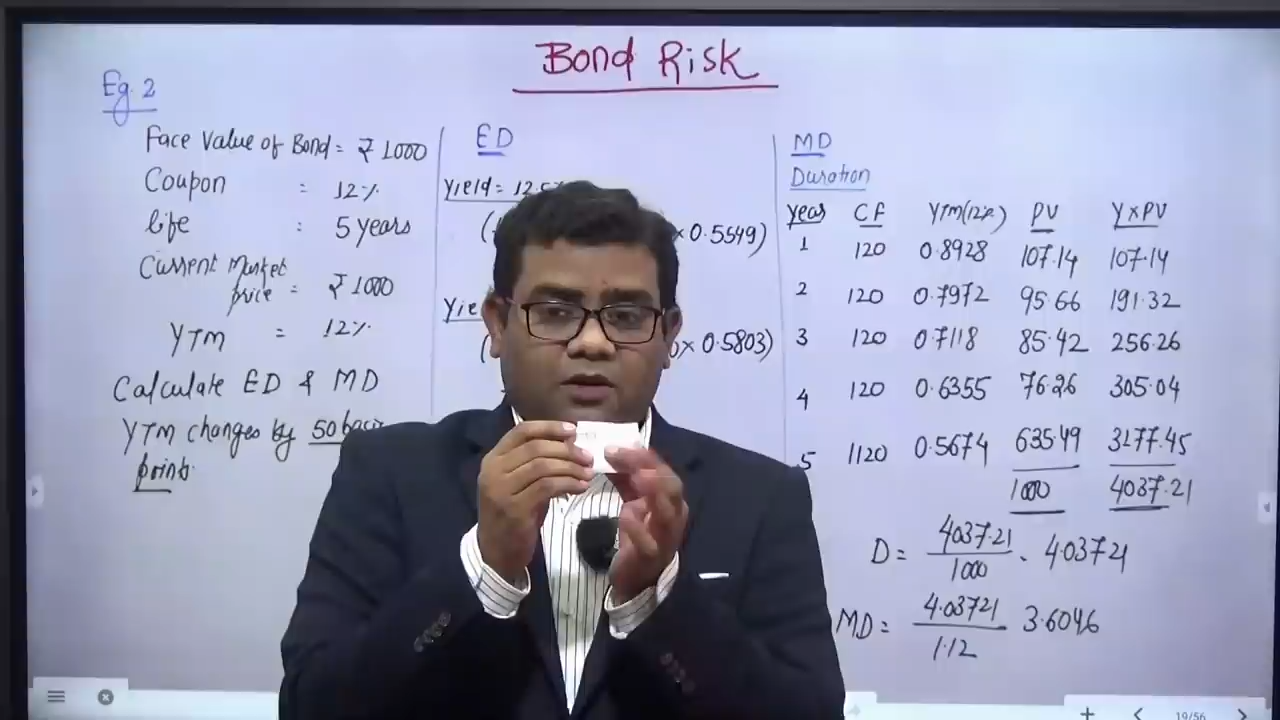 Bond Risk
Eg. 2
Face Value of Bond = ₹ 1000
Coupon : 12%
life : 5 years
Current Market price = ₹ 1000
YTM = 12%
Calculate ED & MD
YTM changes by 50 basis
points.
ED
Yield = 12.5%
× 0.5549)
× 0.5803)
MD
Duration
Year CF YTM(12%) PV Y×PV
1 120 0.8928 107.14 107.14
2 120 0.7972 95.66 191.32
3 120 0.7118 85.42 256.26
4 120 0.6355 76.26 305.04
5 1120 0.5674 635.49 3177.45
1000 4037.21
D = 4037.21 / 1000 = 4.03721
MD = 4.03721 / 1.12 3.6046
19/56